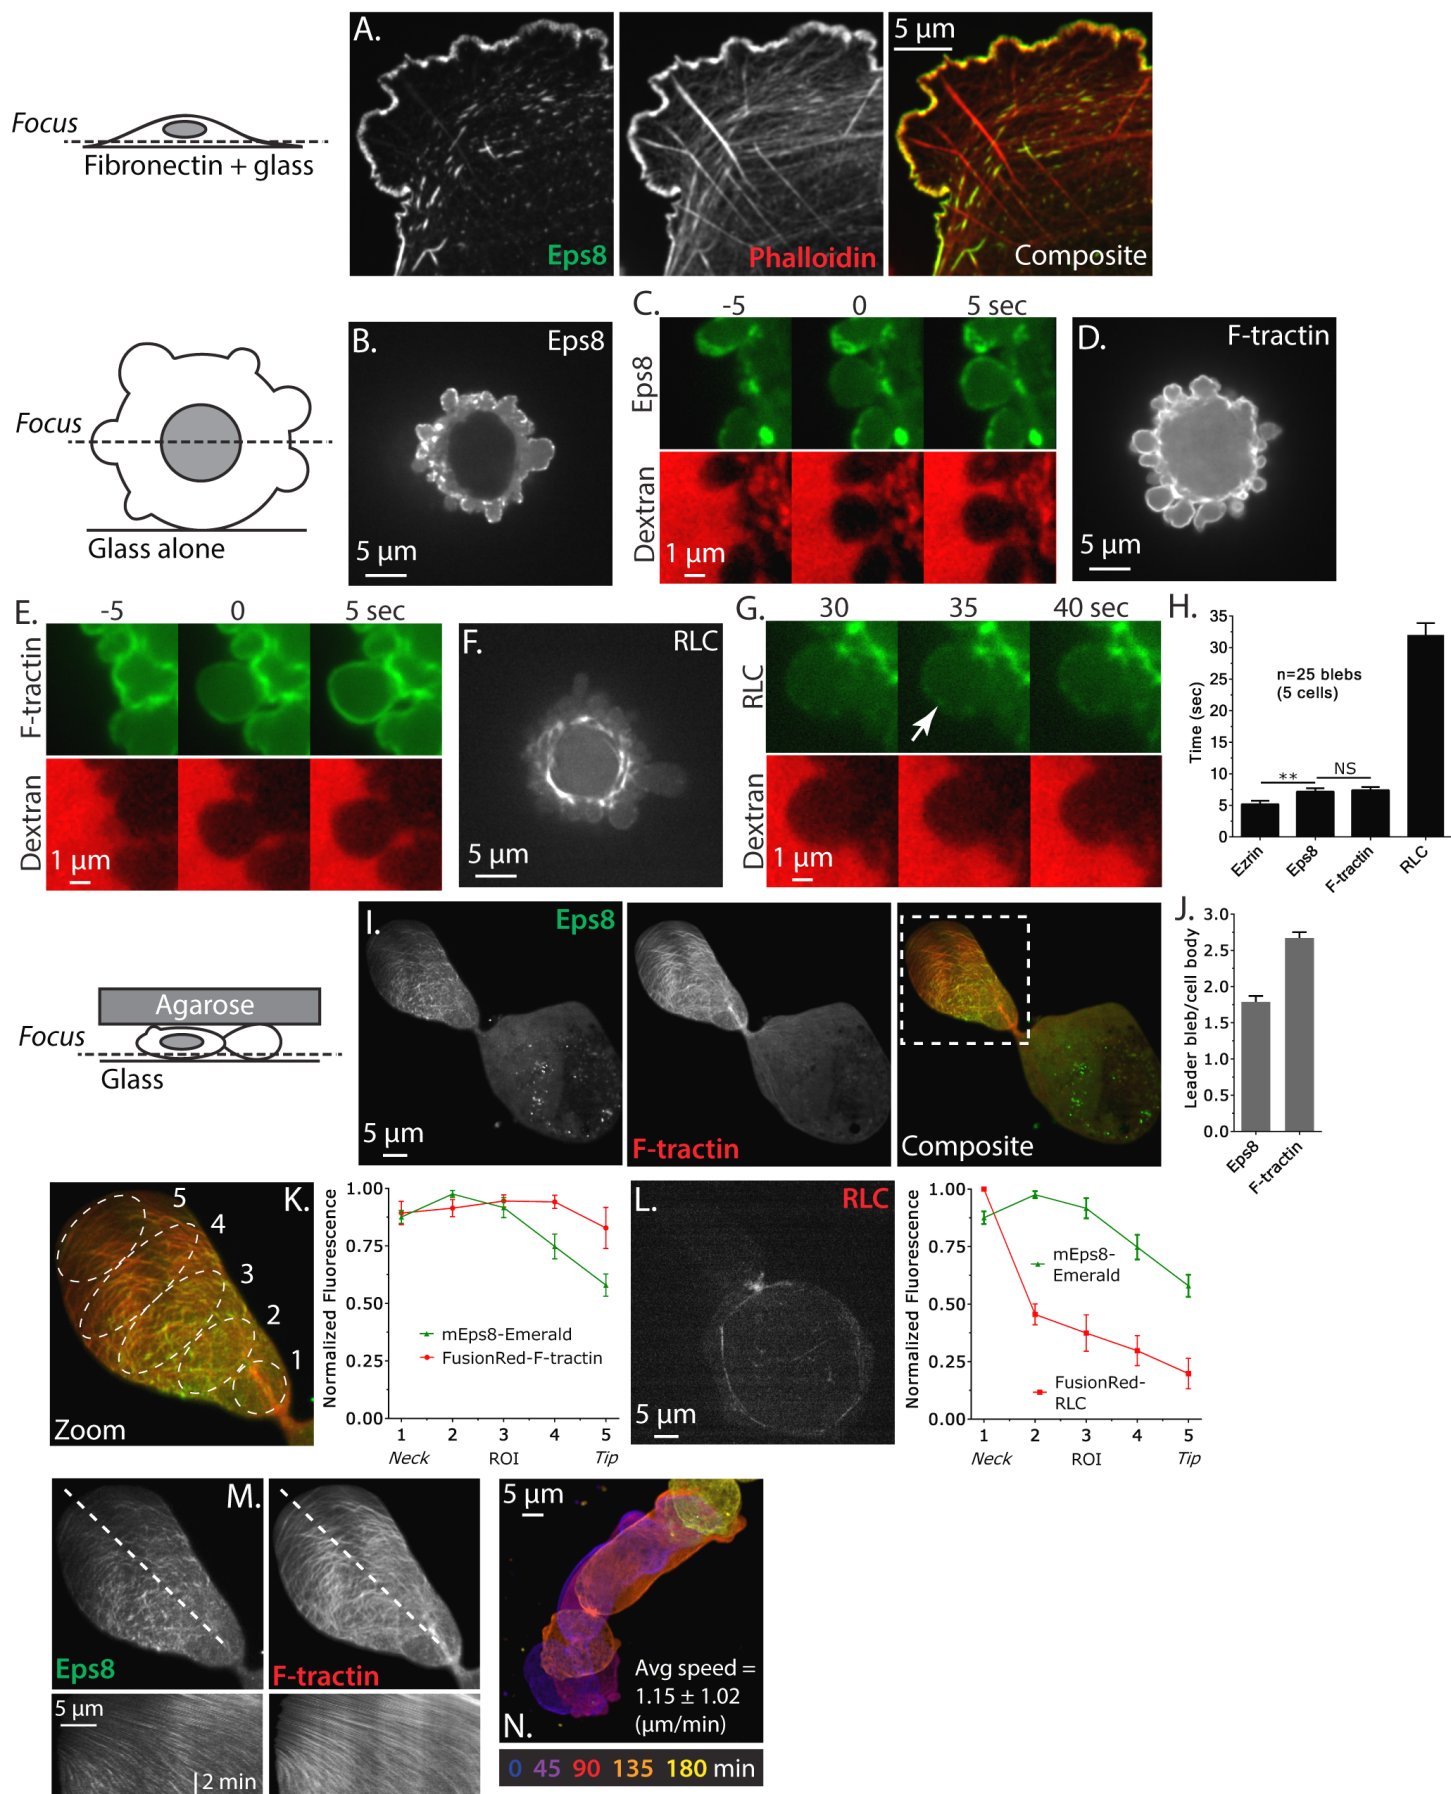 A.
5 µm
Focus
Fibronectin + glass
Eps8
Phalloidin
Composite
B.
Eps8
5 µm
Focus
Glass alone
C.
-5
0
5 sec
Eps8
Dextran
1 µm
D.
F-tractin
5 µm
E.
-5
0
5 sec
F-tractin
Dextran
1 µm
F.
RLC
5 µm
G.
30
35
40 sec
RLC
Dextran
1 µm
H.
35
30
25
20
15
10
5
0
Time (sec)
n=25 blebs
(5 cells)
**
NS
Ezrin
Eps8
F-tractin
RLC
Agarose
Focus
Glass
I.
Eps8
5 µm
F-tractin
Composite
J.
3.0
2.5
2.0
1.5
1.0
0.5
0.0
Leader bleb/cell body
Eps8
F-tractin
K.
5
4
3
2
1
Zoom
Normalized Fluorescence
1.00
0.75
0.50
0.25
0.00
mEps8-Emerald
FusionRed-F-tractin
1 2 3 4 5
Neck ROI Tip
L.
RLC
5 µm
Normalized Fluorescence
1.00
0.75
0.50
0.25
0.00
mEps8-
Emerald
FusionRed-
RLC
1 2 3 4 5
Neck ROI Tip
M.
Eps8
F-tractin
5 µm
2 min
5 µm
Avg speed =
1.15 ± 1.02
(µm/min)
N.
0 45 90 135 180 min